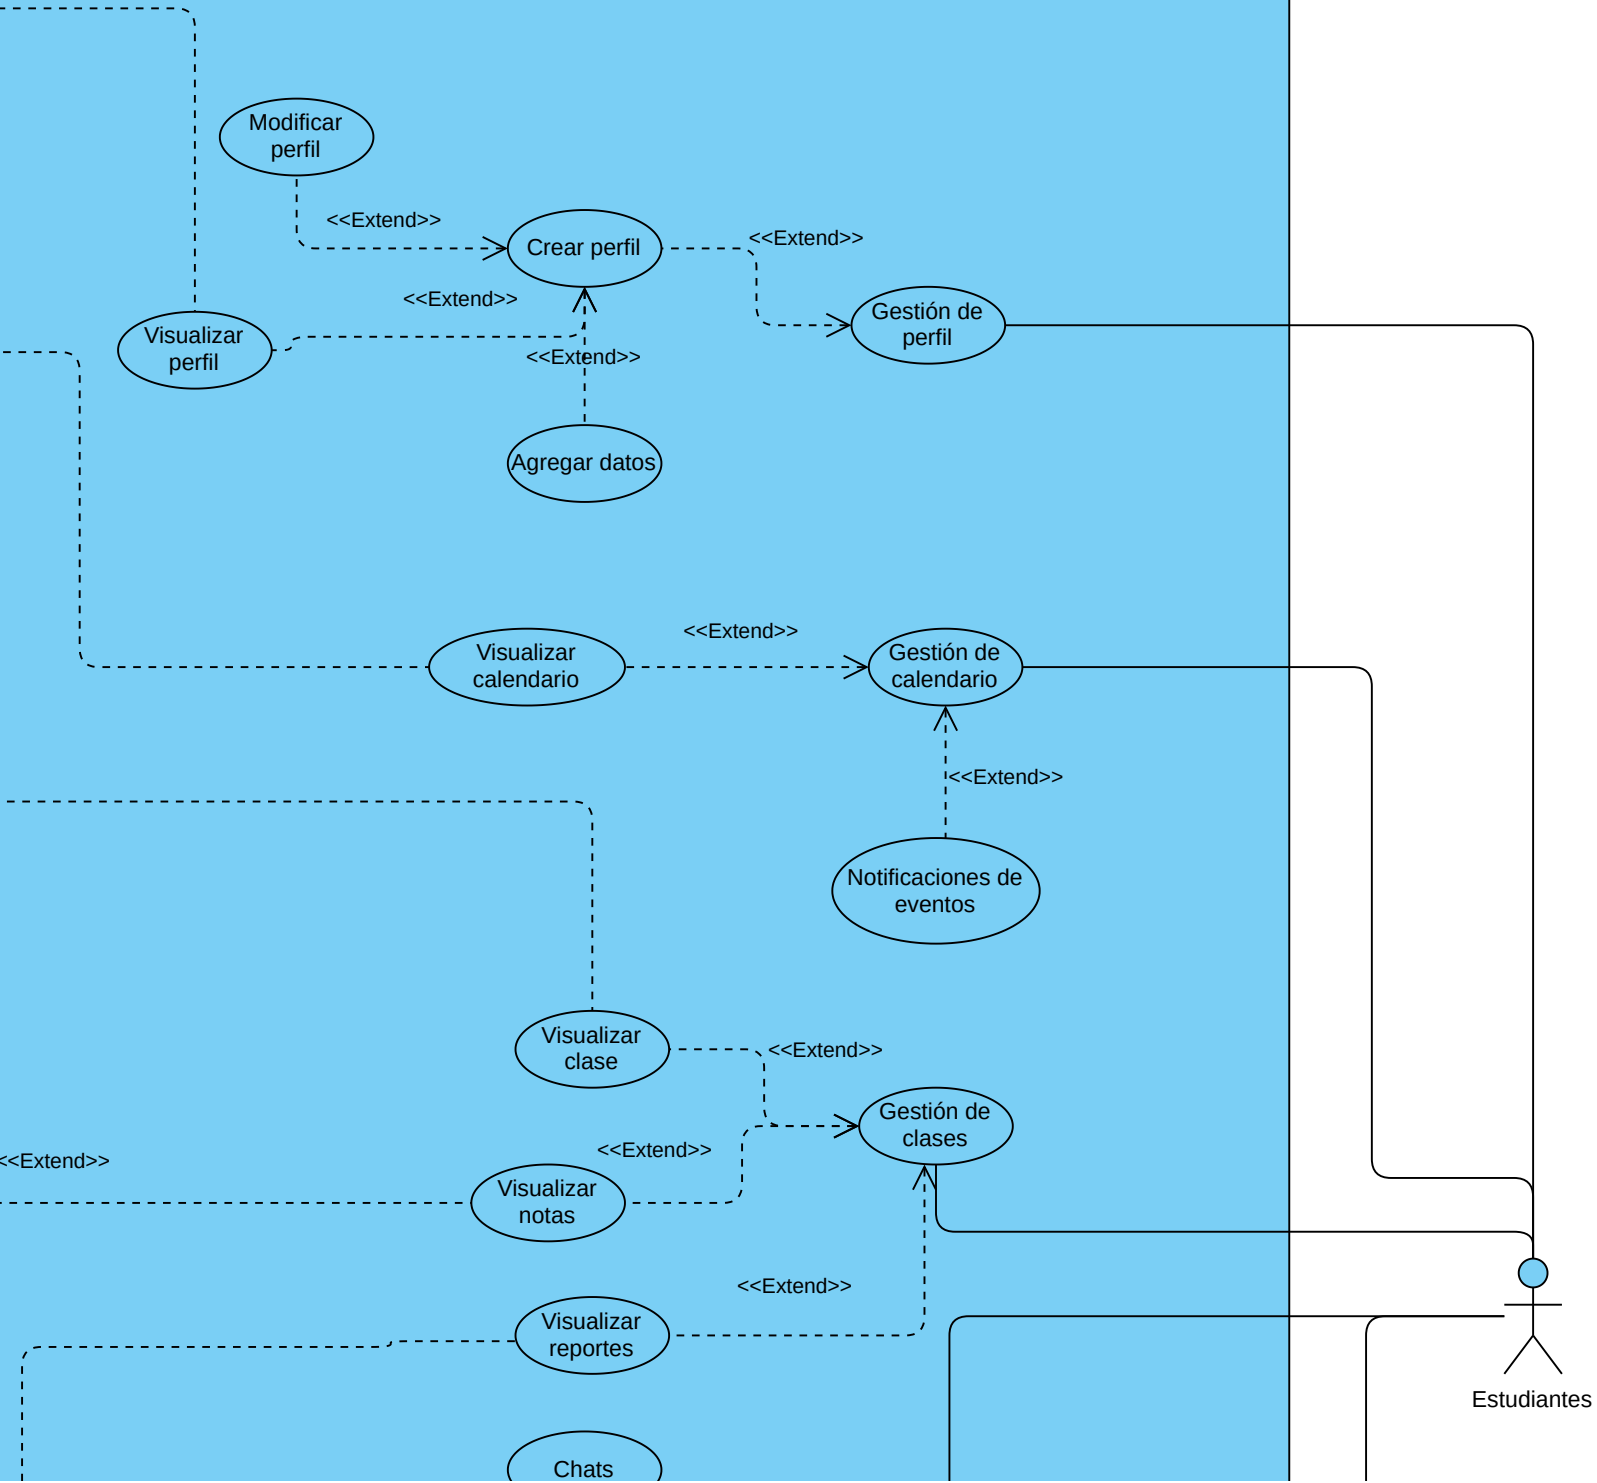 Modificar
perfil
<<Extend>>
Crear perfil
<<Extend>>
<<Extend>>
Gestión de
perfil
Visualizar
perfil
<<Extend>>
Agregar datos
<<Extend>>
Visualizar
calendario
Gestión de
calendario
<<Extend>>
Notificaciones de
eventos
Visualizar
clase
<<Extend>>
Gestión de
clases
<<Extend>>
<<Extend>>
Visualizar
notas
<<Extend>>
Visualizar
reportes
Estudiantes
Chats